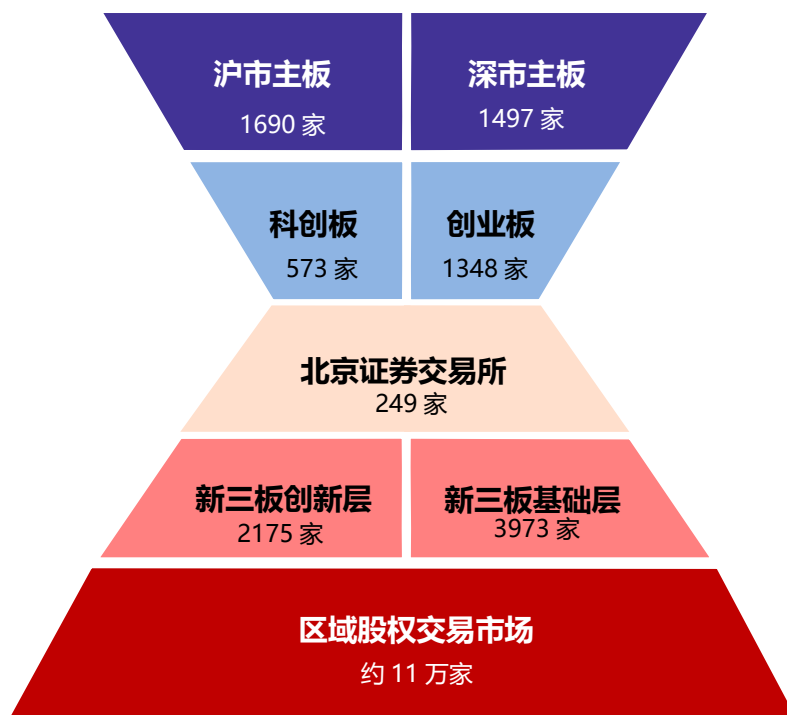 沪市主板
1690 家
深市主板
1497 家
科创板
573 家
创业板
1348 家
北京证券交易所
249 家
新三板创新层
2175 家
新三板基础层
3973 家
区域股权交易市场
约 11 万家